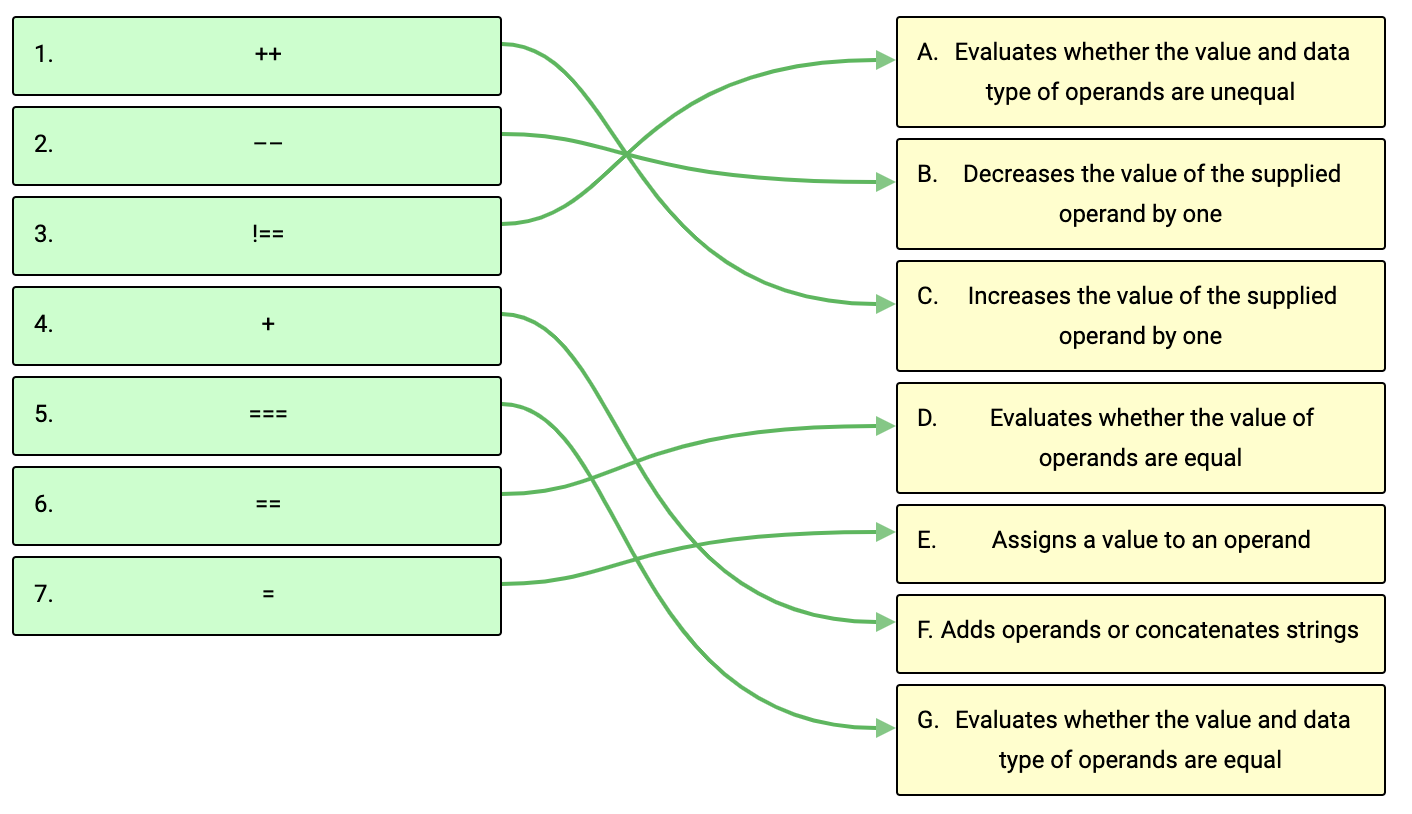 1. ++
2. −−
3. !==
4. +
5. ===
6. ==
7. =
A. Evaluates whether the value and data
type of operands are unequal
B. Decreases the value of the supplied
operand by one
C. Increases the value of the supplied
operand by one
D. Evaluates whether the value of
operands are equal
E. Assigns a value to an operand
F. Adds operands or concatenates strings
G. Evaluates whether the value and data
type of operands are equal